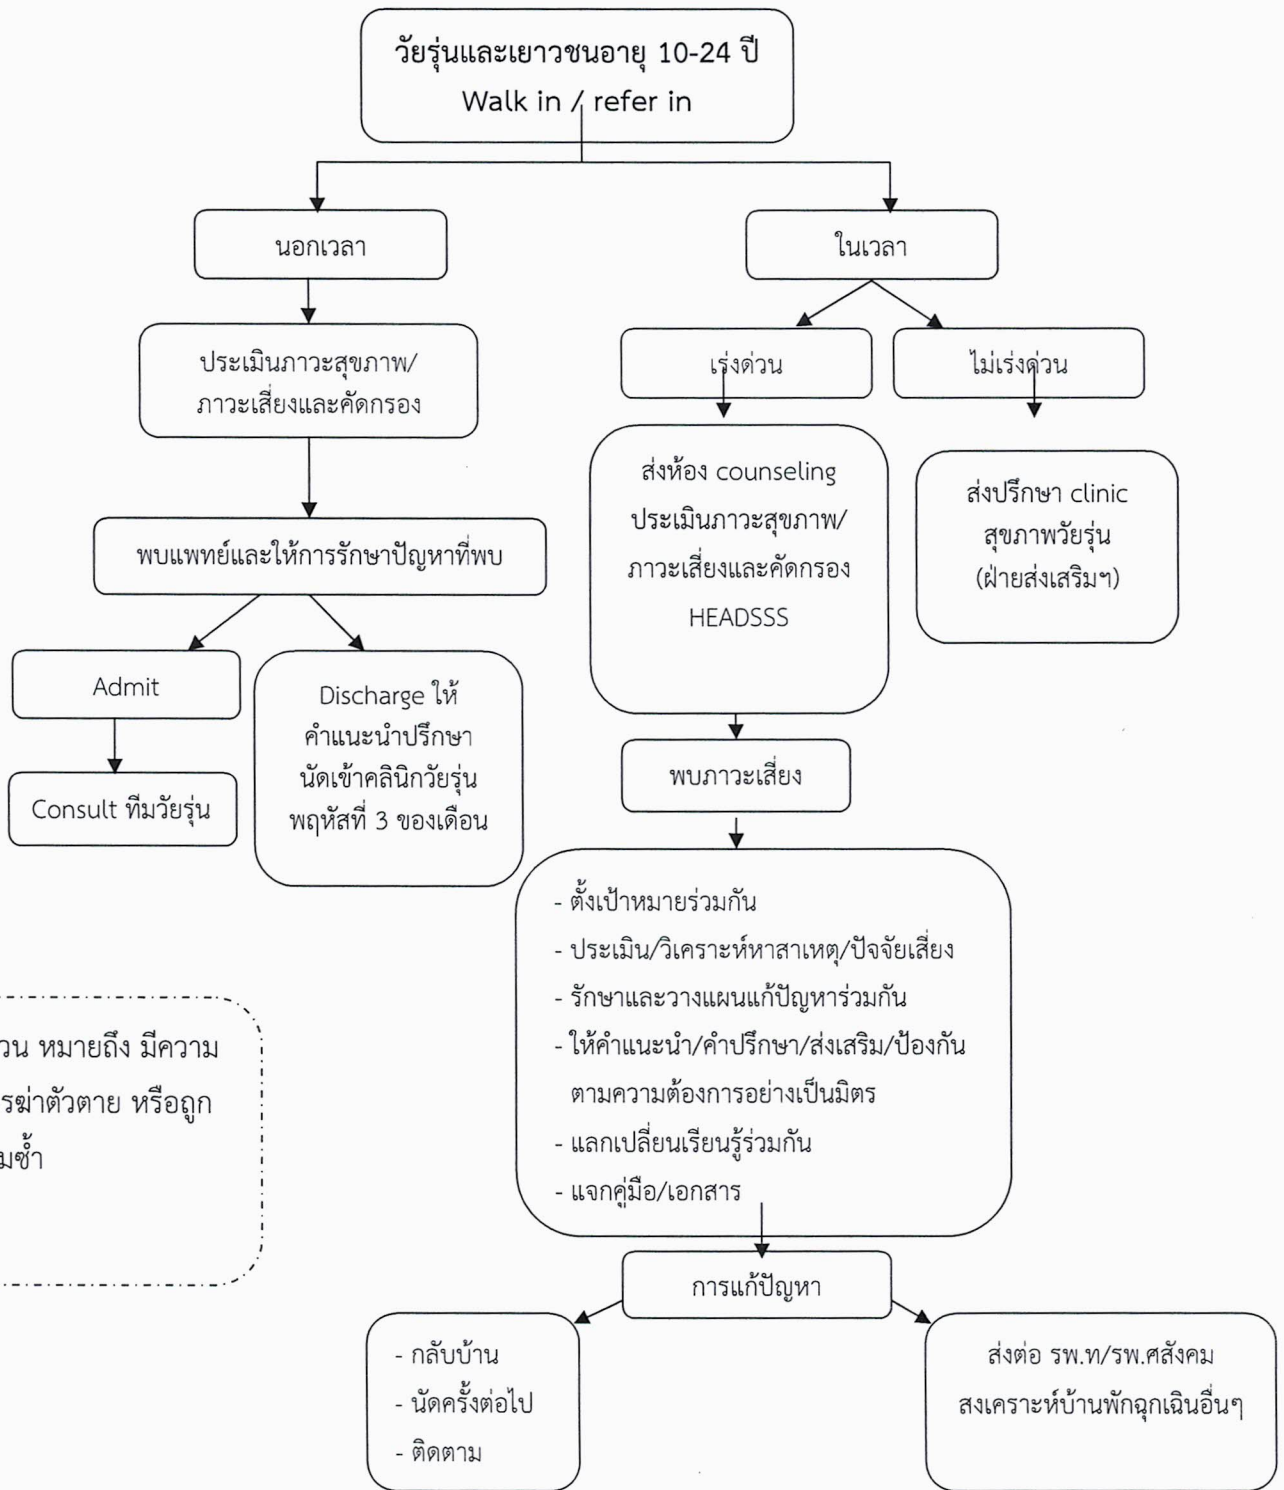 วัยรุ่นและเยาวชนอายุ 10-24 ปี
Walk in / refer in
นอกเวลา
ในเวลา
ประเมินภาวะสุขภาพ/
ภาวะเสี่ยงและคัดกรอง
เร่งด่วน
ไม่เร่งด่วน
พบแพทย์และให้การรักษาปัญหาที่พบ
ส่งห้อง counseling
ประเมินภาวะสุขภาพ/
ภาวะเสี่ยงและคัดกรอง
HEADSSS
ส่งปรึกษา clinic
สุขภาพวัยรุ่น
(ฝ่ายส่งเสริมฯ)
Admit
Discharge ให้
คำแนะนำปรึกษา
นัดเข้าคลินิกวัยรุ่น
พฤหัสที่ 3 ของเดือน
Consult ทีมวัยรุ่น
พบภาวะเสี่ยง
- ตั้งเป้าหมายร่วมกัน
- ประเมิน/วิเคราะห์หาสาเหตุ/ปัจจัยเสี่ยง
- รักษาและวางแผนแก้ปัญหาร่วมกัน
- ให้คำแนะนำ/คำปรึกษา/ส่งเสริม/ป้องกัน
ตามความต้องการอย่างเป็นมิตร
- แลกเปลี่ยนเรียนรู้ร่วมกัน
- แจกคู่มือ/เอกสาร
หมายถึง มีความ
ฆ่าตัวตาย หรือถูก
ซ้ำ
การแก้ปัญหา
- กลับบ้าน
- นัดครั้งต่อไป
- ติดตาม
ส่งต่อ รพ.ท/รพ.ศสังคม
สงเคราะห์บ้านพักฉุกเฉินอื่นๆ